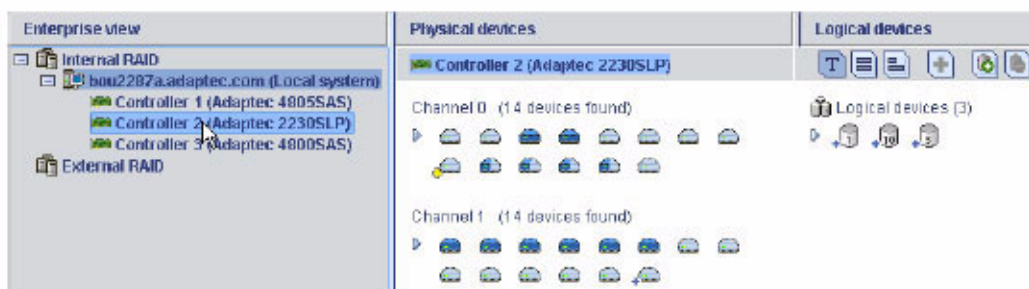 Enterprise view
Internal RAID
bou2287a.adaptec.com (Local system)
Controller 1 (Adaptec 4805SAS)
Controller 2 (Adaptec 2230SLP)
Controller 3 (Adaptec 4800SAS)
External RAID
Physical devices
Controller 2 (Adaptec 2230SLP)
Channel 0 (14 devices found)
Channel 1 (14 devices found)
Logical devices
T
Logical devices (3)
1 10 5